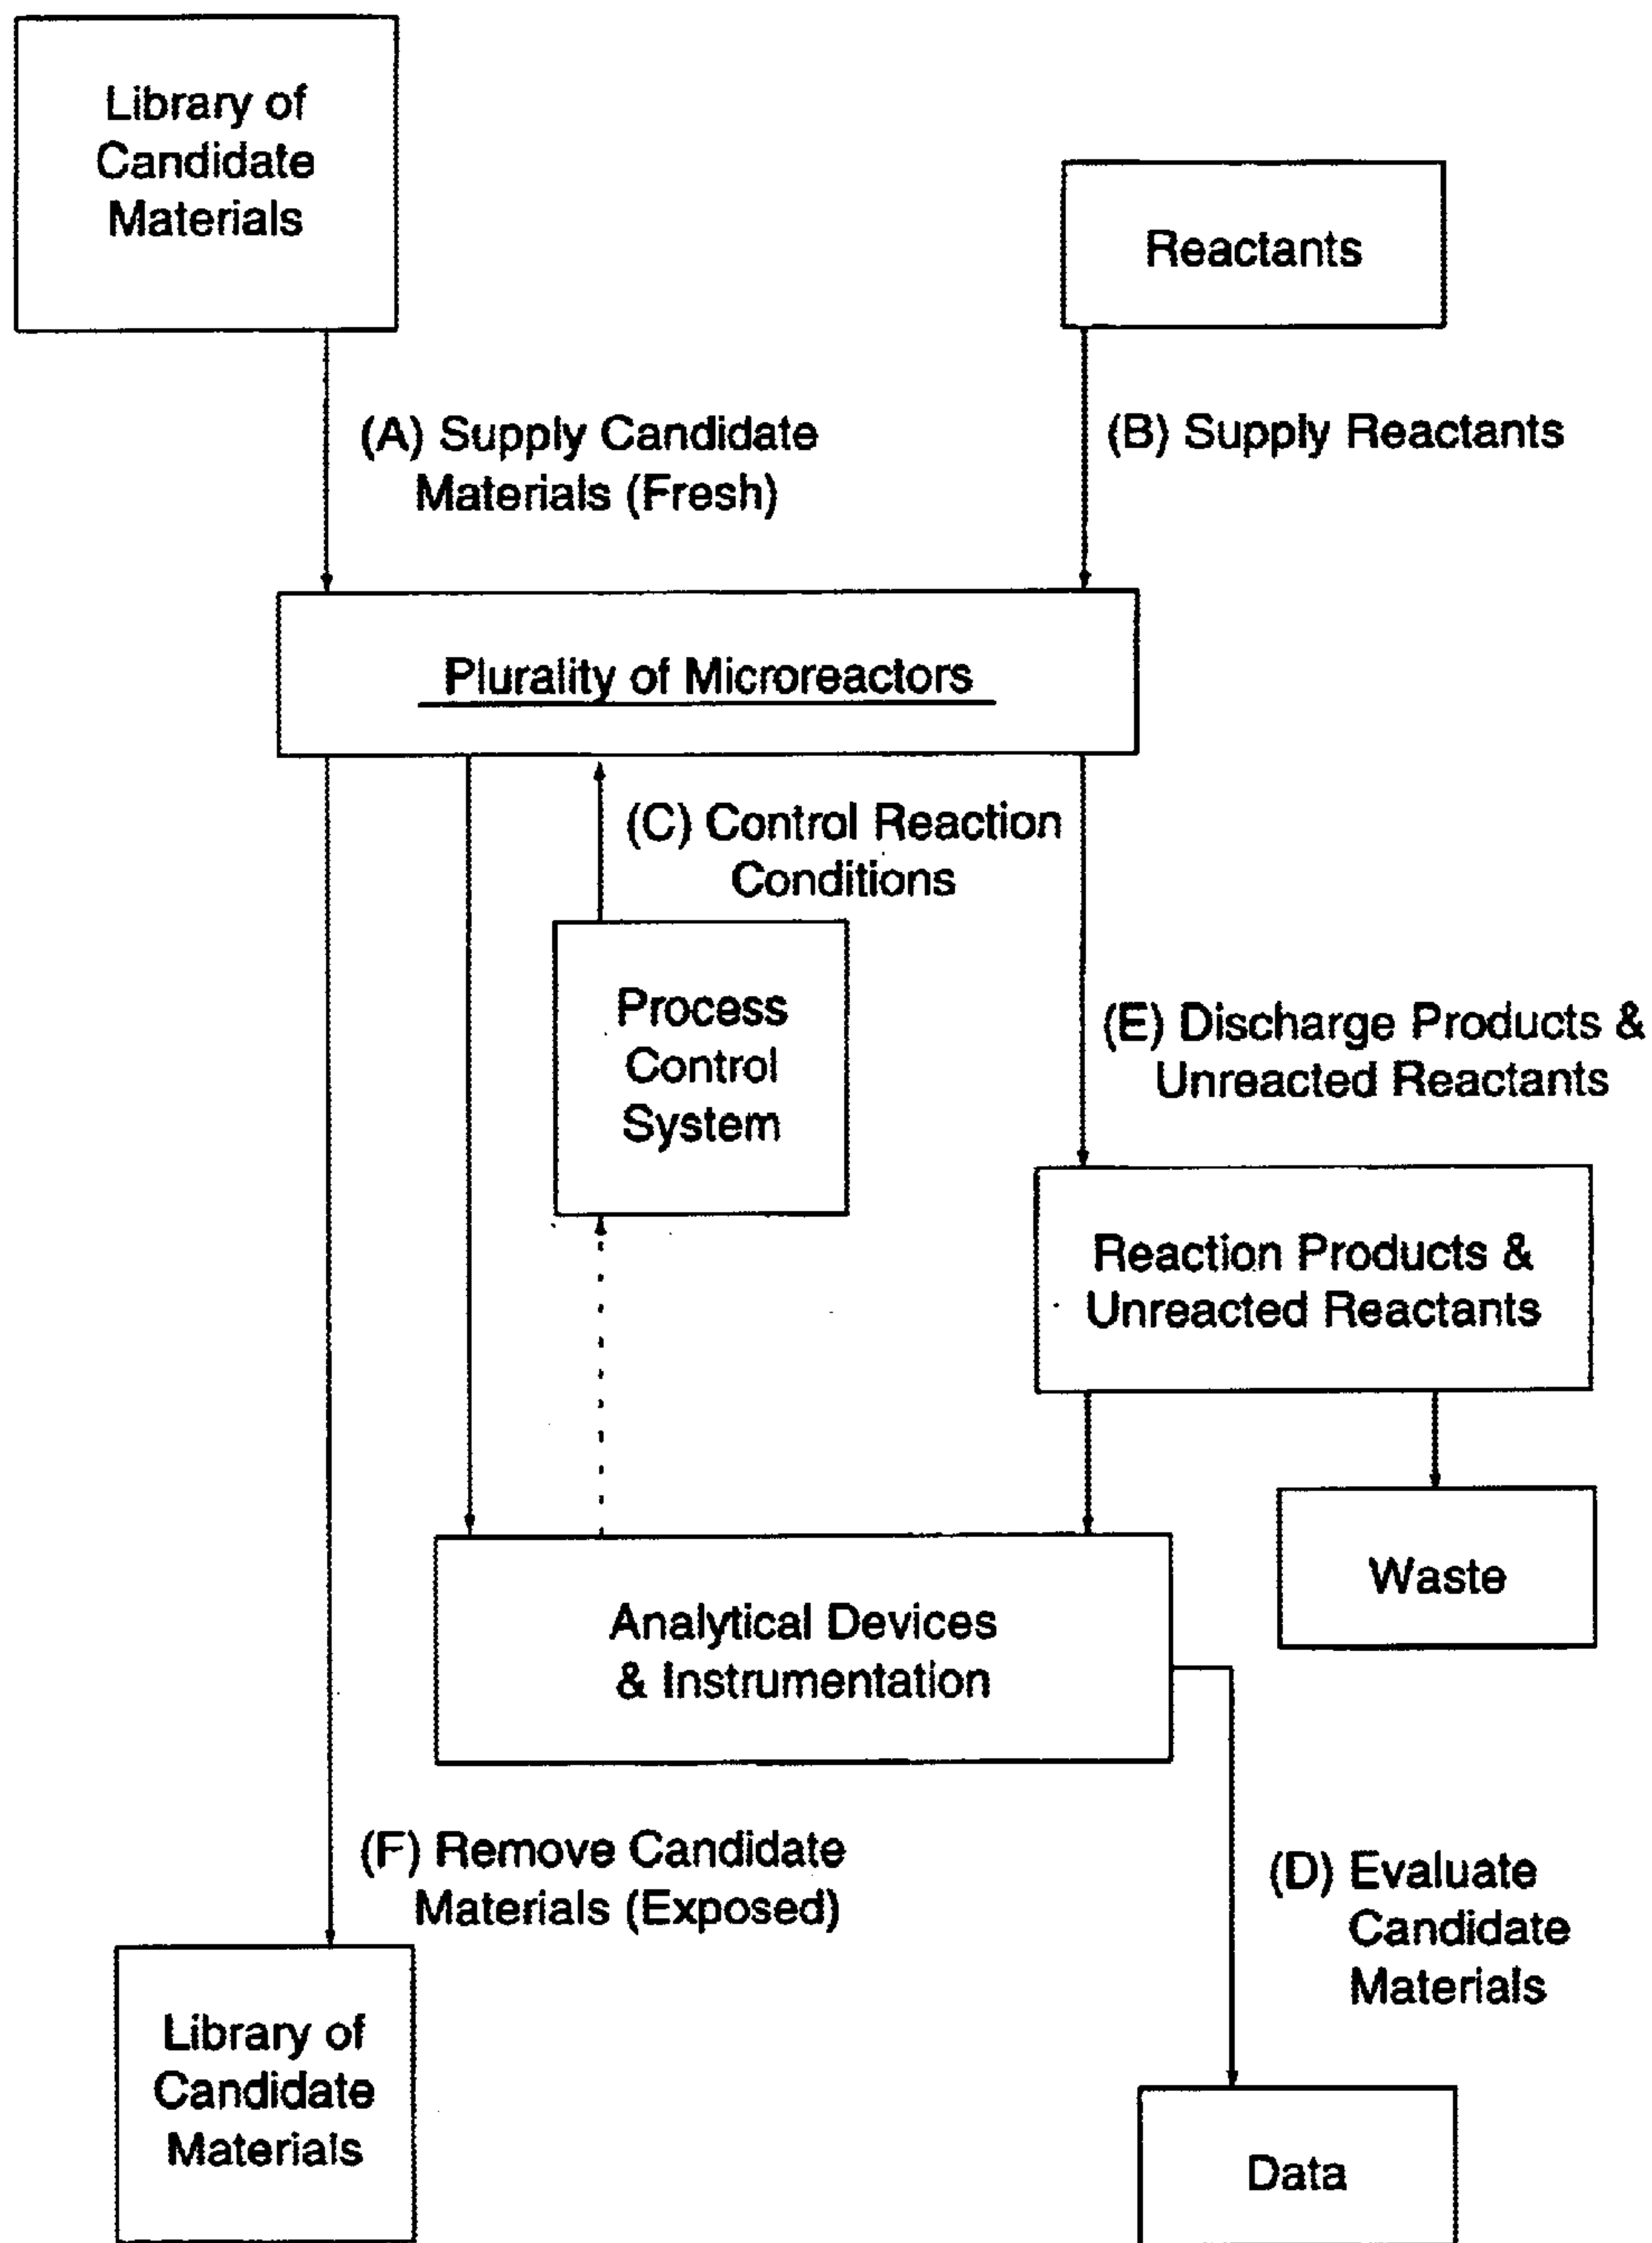 Library of
Candidate
Materials
Reactants
(A) Supply Candidate
Materials (Fresh)
(B) Supply Reactants
Plurality of Microreactors
(C) Control Reaction
Conditions
Process
Control
System
(E) Discharge Products &
Unreacted Reactants
Reaction Products &
Unreacted Reactants
Waste
Analytical Devices
& Instrumentation
(F) Remove Candidate
Materials (Exposed)
(D) Evaluate
Candidate
Materials
Library of
Candidate
Materials
Data